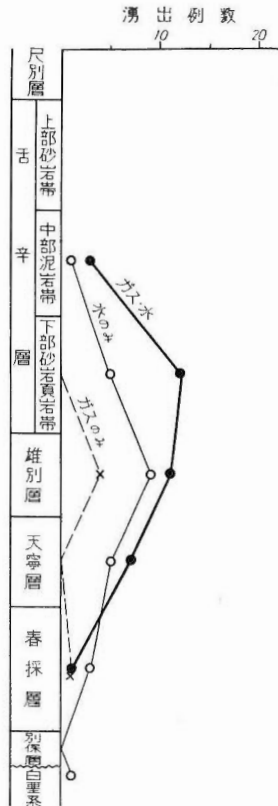 湧出例数
10
20
尺別層
舌辛層
上部砂岩帯
中部泥岩帯
下部砂岩頁岩帯
雄別層
天寧層
春採層
別保層
白聖系
ガス・水
水のみ
ガスのみ